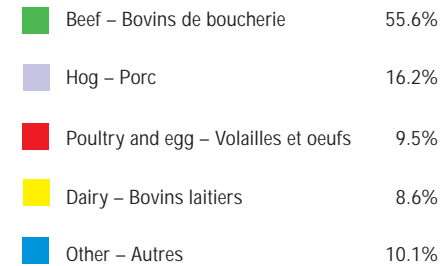 Beef – Bovins de boucherie 55.6%
Hog – Porc 16.2%
Poultry and egg – Volailles et oeufs 9.5%
Dairy – Bovins laitiers 8.6%
Other – Autres 10.1%